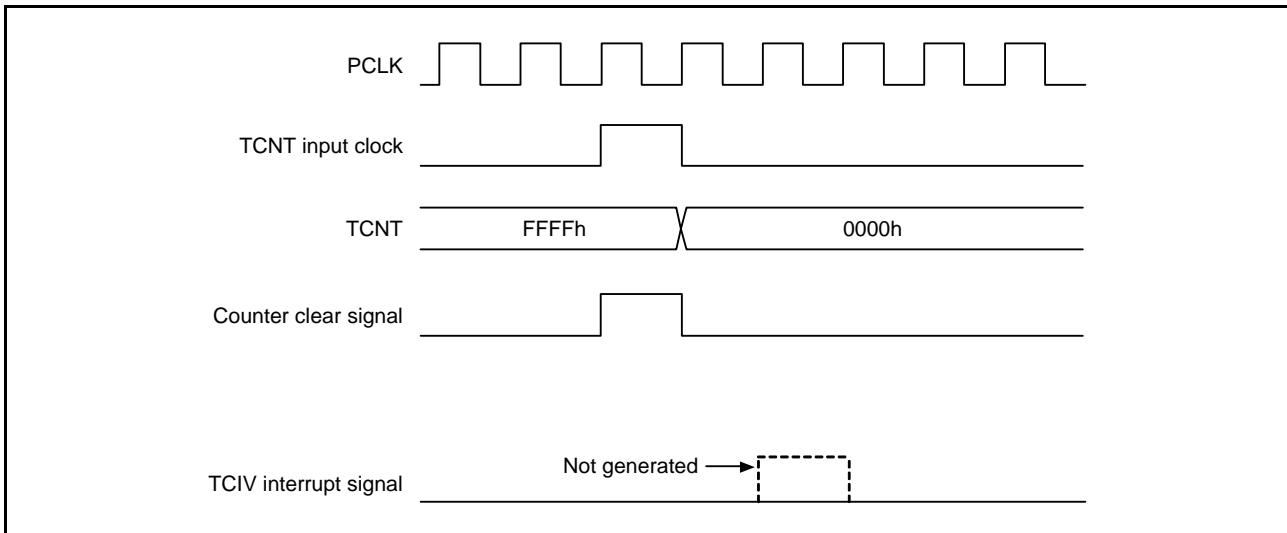 PCLK
TCNT input clock
TCNT
FFFFh
0000h
Counter clear signal
Not generated
TCIV interrupt signal